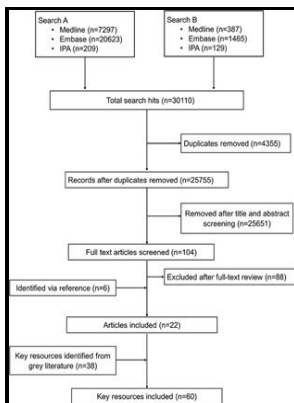 Search A
• Medline (n=7297)
• Embase (n=20623)
• IPA (n=209)
Search B
• Medline (n=387)
• Embase (n=1465)
• IPA (n=129)
Total search hits (n=30110)
Duplicates removed (n=4355)
Records after duplicates removed (n=25755)
Removed after title and abstract
screening (n=25651)
Full text articles screened (n=104)
Excluded after full-text review (n=88)
Identified via reference (n=6)
Articles included (n=22)
Key resources identified from
grey literature (n=38)
Key resources included (n=60)